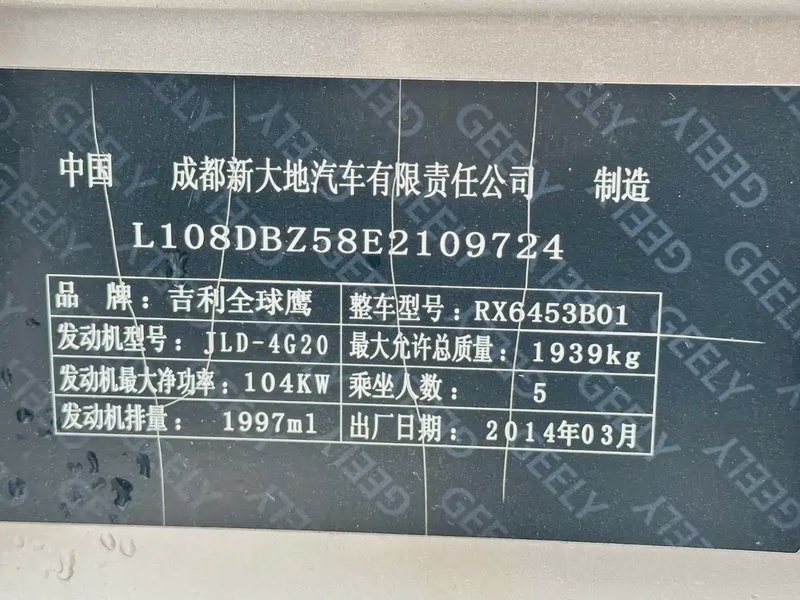 中国 成都新大地汽车有限责任公司 制造
L108DBZ58E2109724
品 牌：吉利全球鹰 整车型号：RX6453B01
发动机型号：JLD-4G20 最大允许总质量：1939kg
发动机最大净功率：104KW 乘坐人数：5
发动机排量：1997ml 出厂日期：2014年03月
GEELY